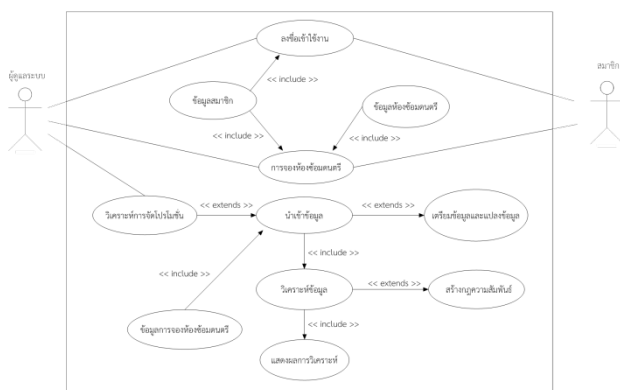 ลงชื่อเข้าใช้งาน
ผู้ดูแลระบบ
สมาชิก
<< include >>
ข้อมูลสมาชิก
ข้อมูลห้องซ้อมดนตรี
<< include >>
<< include >>
การจองห้องซ้อมดนตรี
<< extends >>
<< extends >>
วิเคราะห์การจัดโปรโมชั่น
นำเข้าข้อมูล
เตรียมข้อมูลและแปลงข้อมูล
<< include >>
<< include >>
<< extends >>
วิเคราะห์ข้อมูล
สร้างกฎความสัมพันธ์
<< include >>
ข้อมูลการจองห้องซ้อมดนตรี
แสดงผลการวิเคราะห์